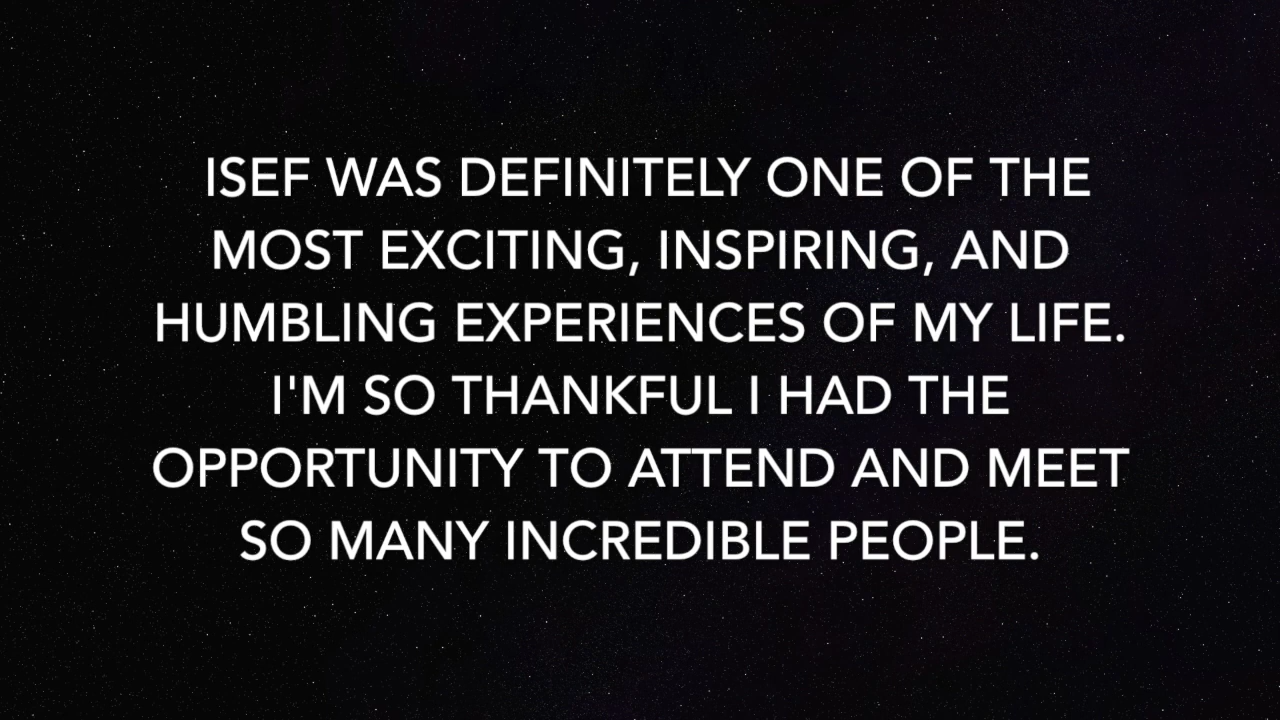 ISEF WAS DEFINITELY ONE OF THE
MOST EXCITING, INSPIRING, AND
HUMBLING EXPERIENCES OF MY LIFE.
I'M SO THANKFUL I HAD THE
OPPORTUNITY TO ATTEND AND MEET
SO MANY INCREDIBLE PEOPLE.